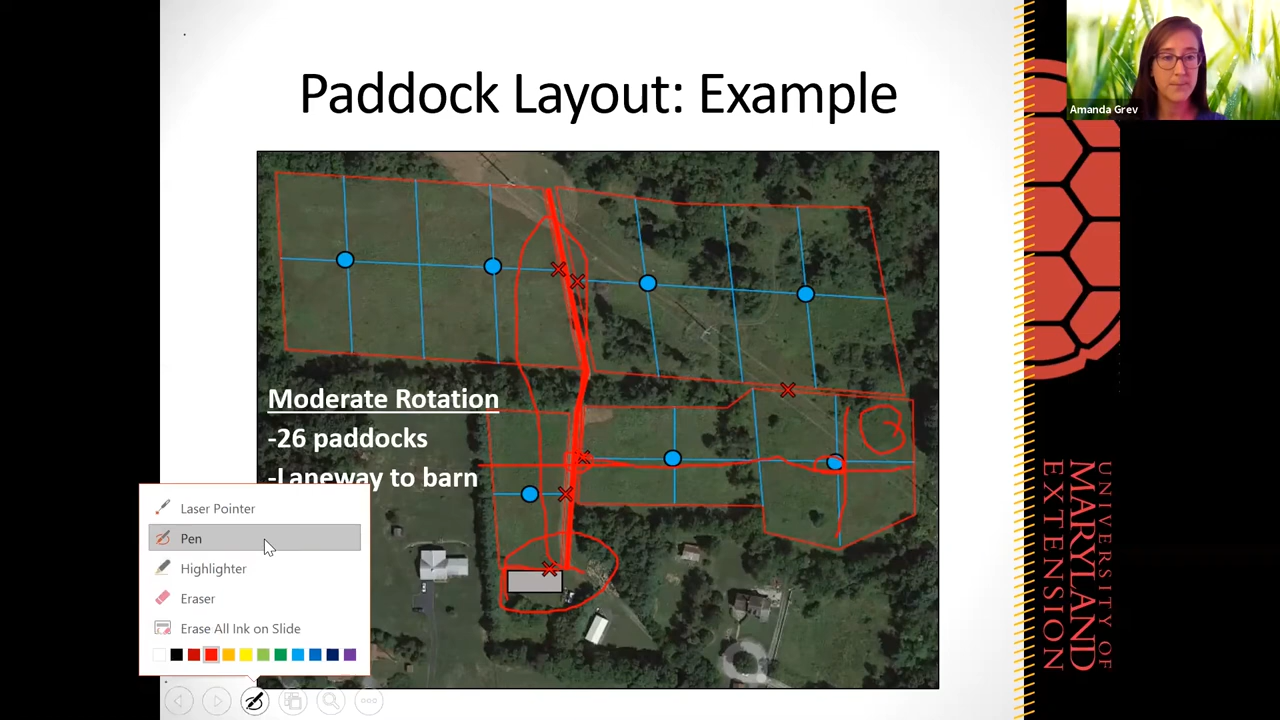 Paddock Layout: Example
Amanda Grev
Moderate Rotation
-26 paddocks
-Laneway to barn
3
Laser Pointer
Pen
Highlighter
Eraser
Erase All Ink on Slide
UNIVERSITY OF
MARYLAND
EXTENSION